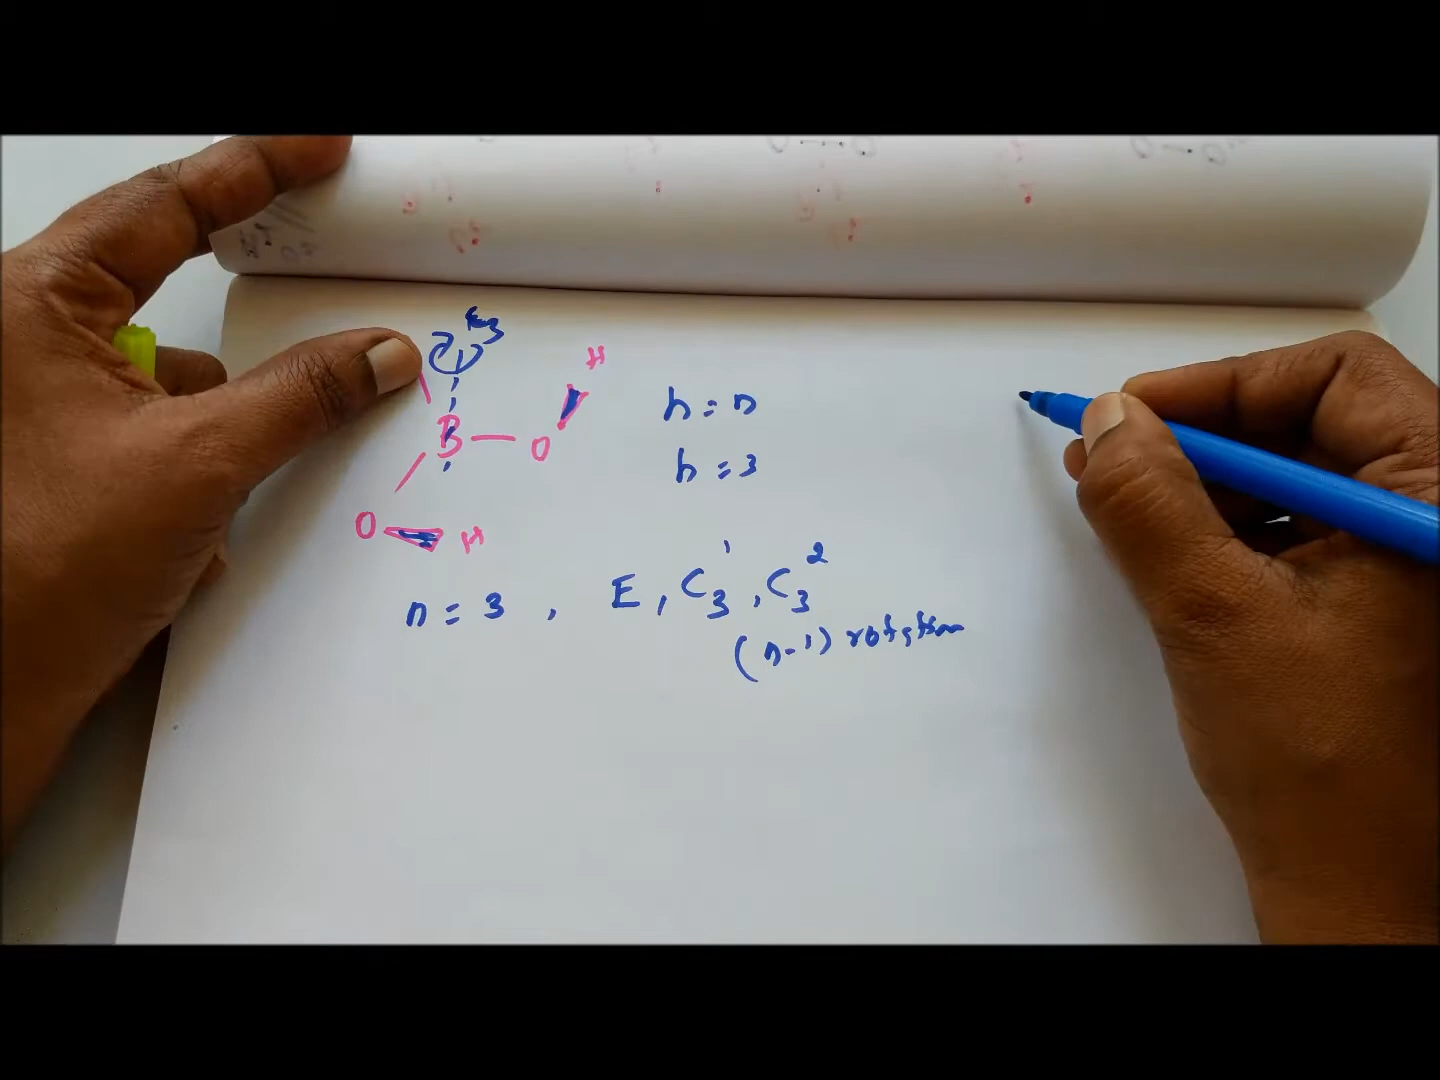 C3
H
B — O
h = n
h = 3
O H
n = 3 , E , C₃¹ , C₃²
(n-1) rotation